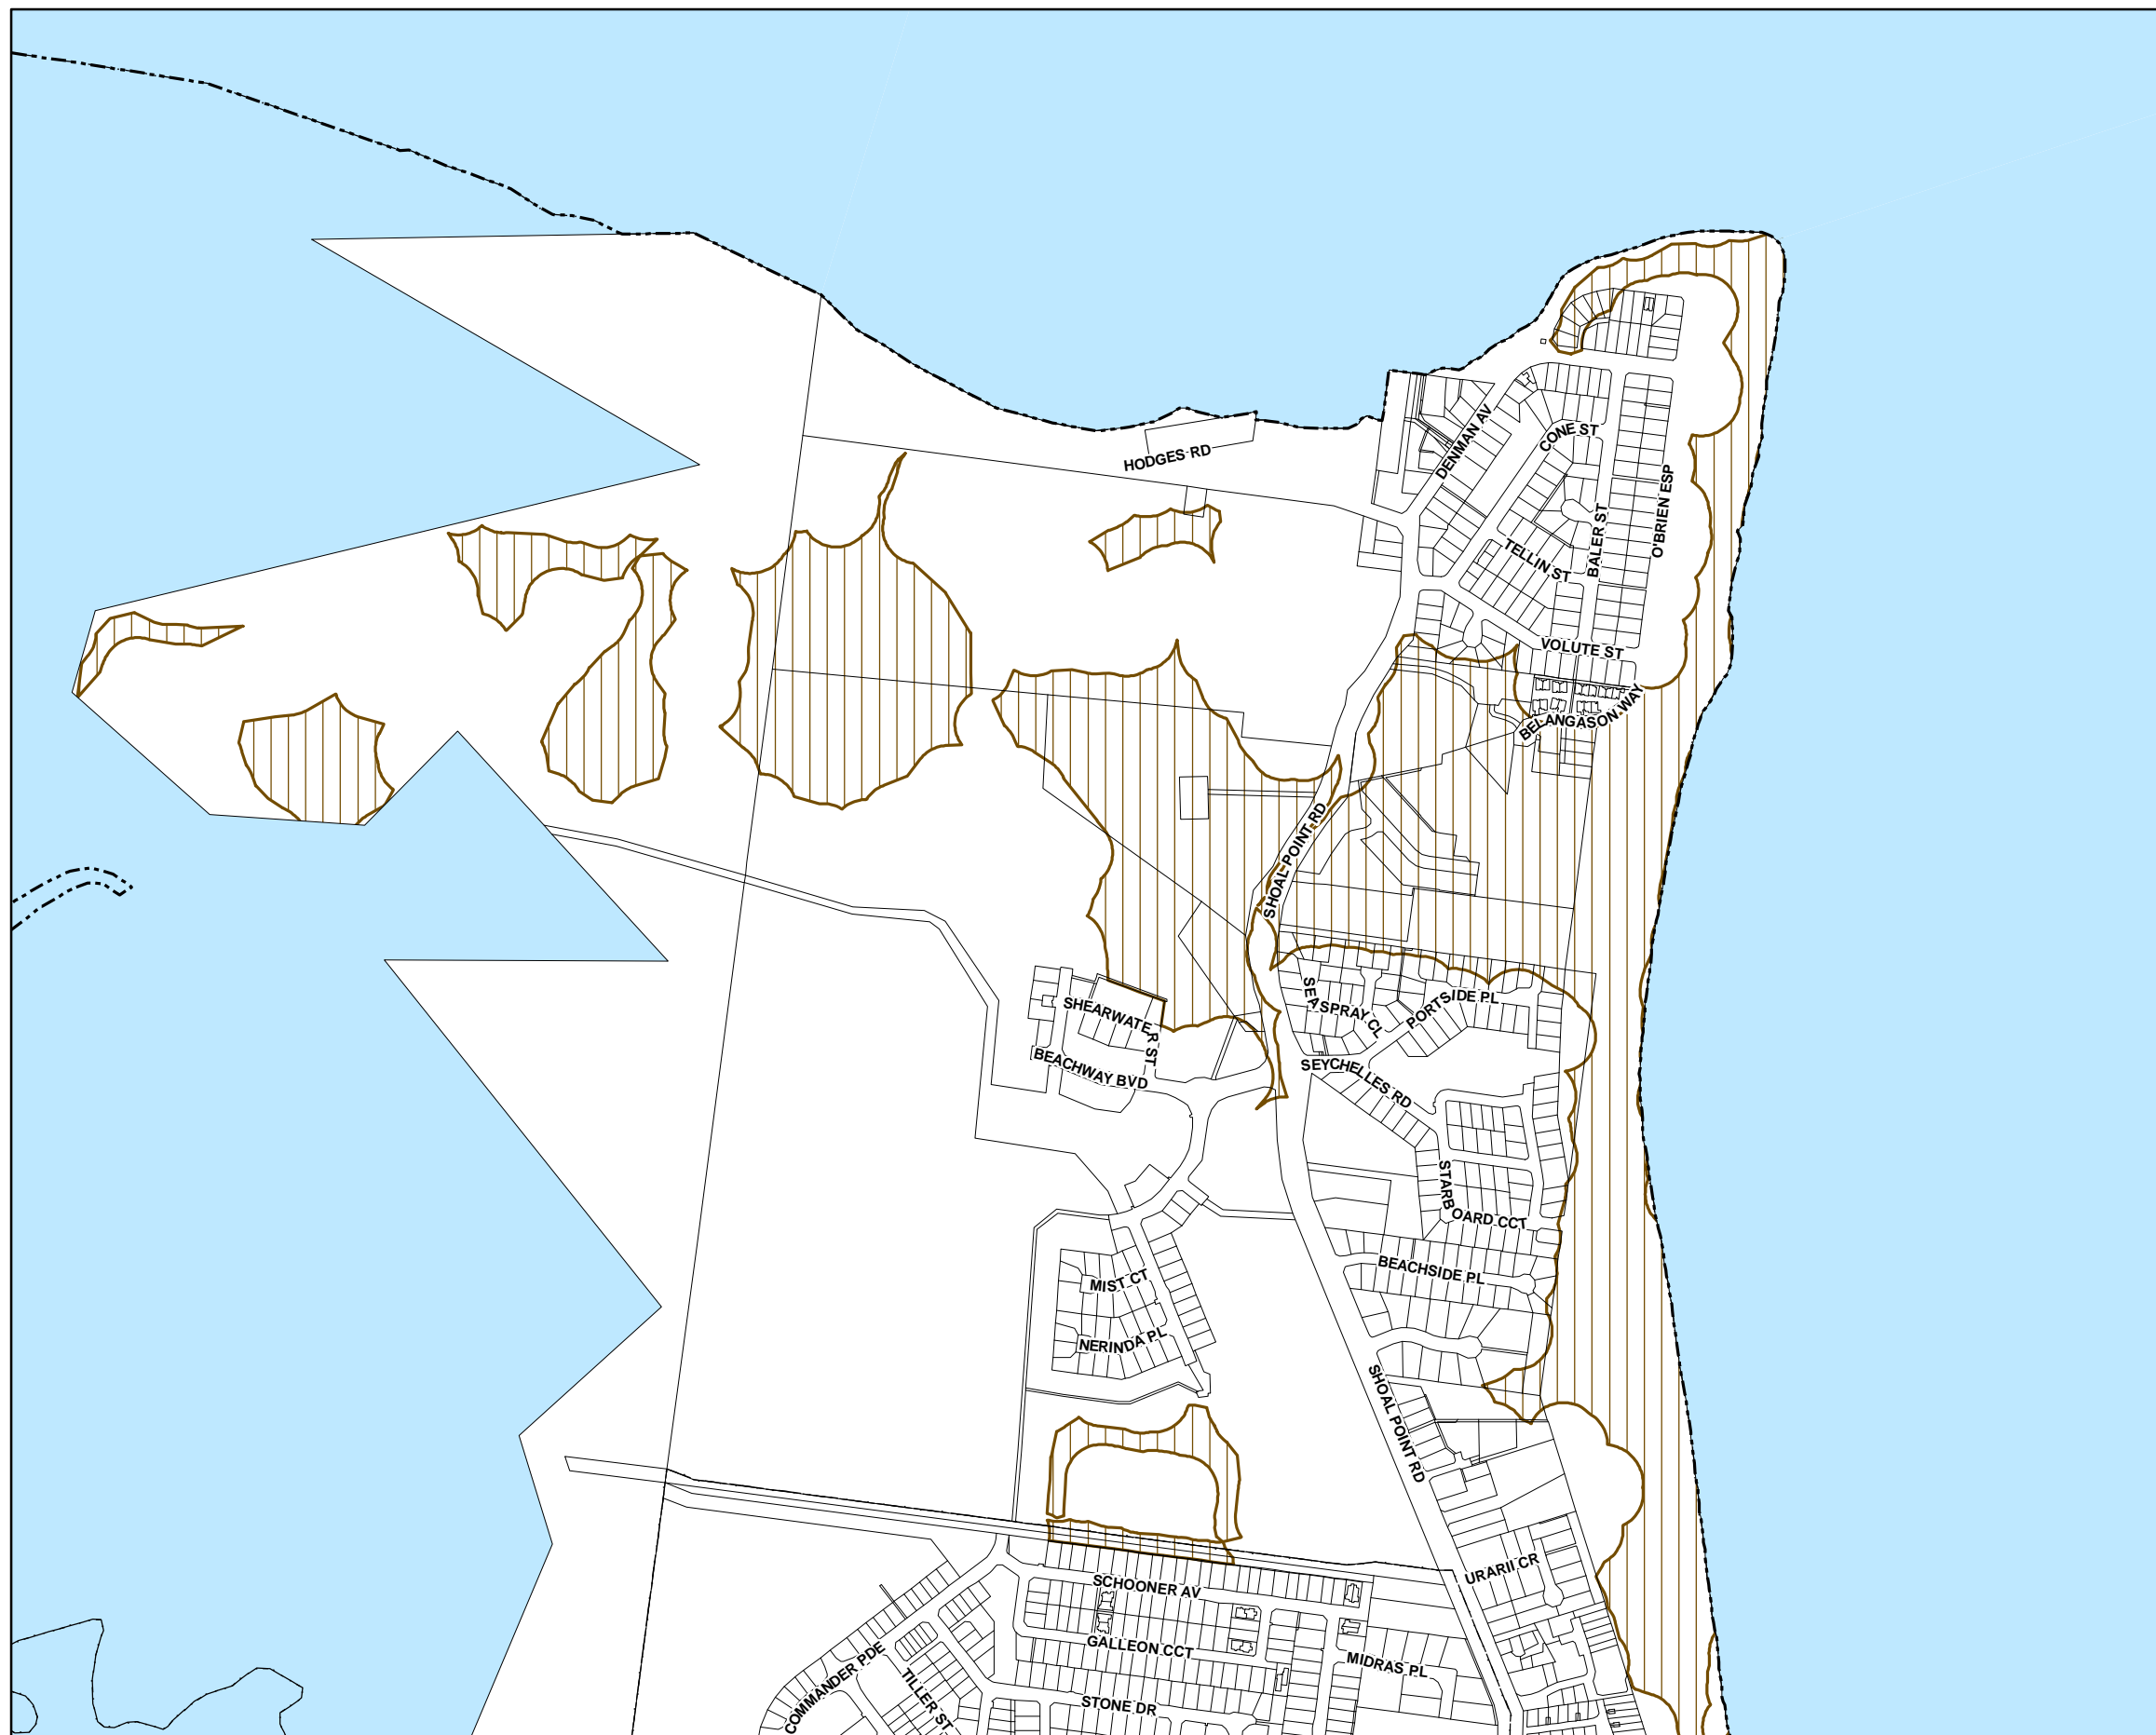 HODGES RD
DENMAN AV
CONE ST
O'BRIEN ESP
BALER ST
TELLIN ST
VOLUTE ST
BELANGASON WAY
SHOAL POINT RD
SEASPRAY CL
PORTSIDE PL
SHEARWATER ST
BEACHWAY BVD
SEYCHELLES RD
STARBOARD CCT
BEACHSIDE PL
MIST CT
NERINDA PL
SHOAL POINT RD
URARII CR
SCHOONER AV
GALLEON CCT
MIDRAS PL
COMMANDER PDE
TILLER ST
STONE DR